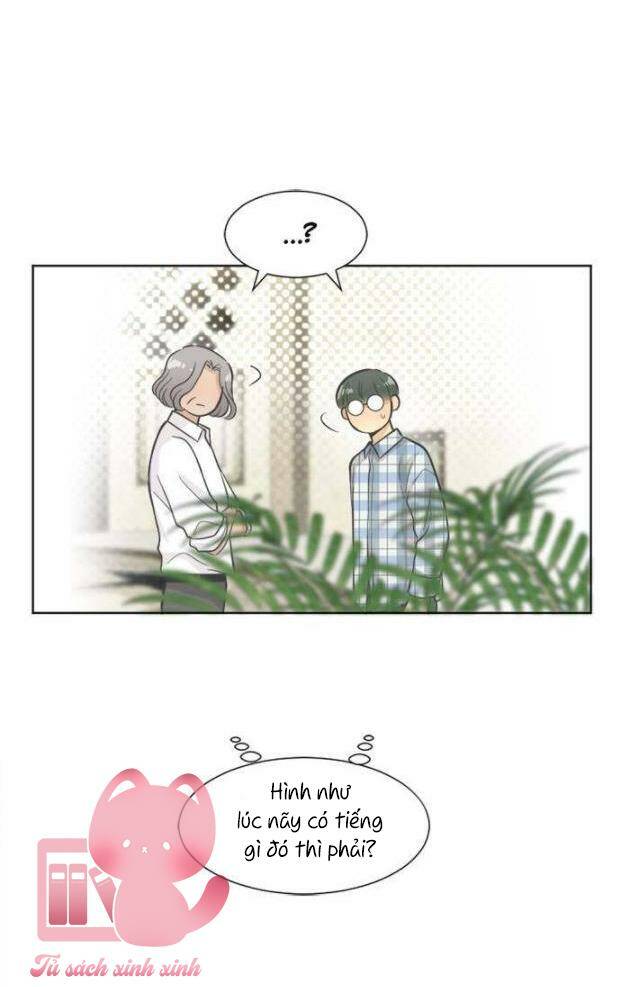 ...?
Hình như
lúc nãy có tiếng
gì đó thì phải?
Tủ sách xinh xinh